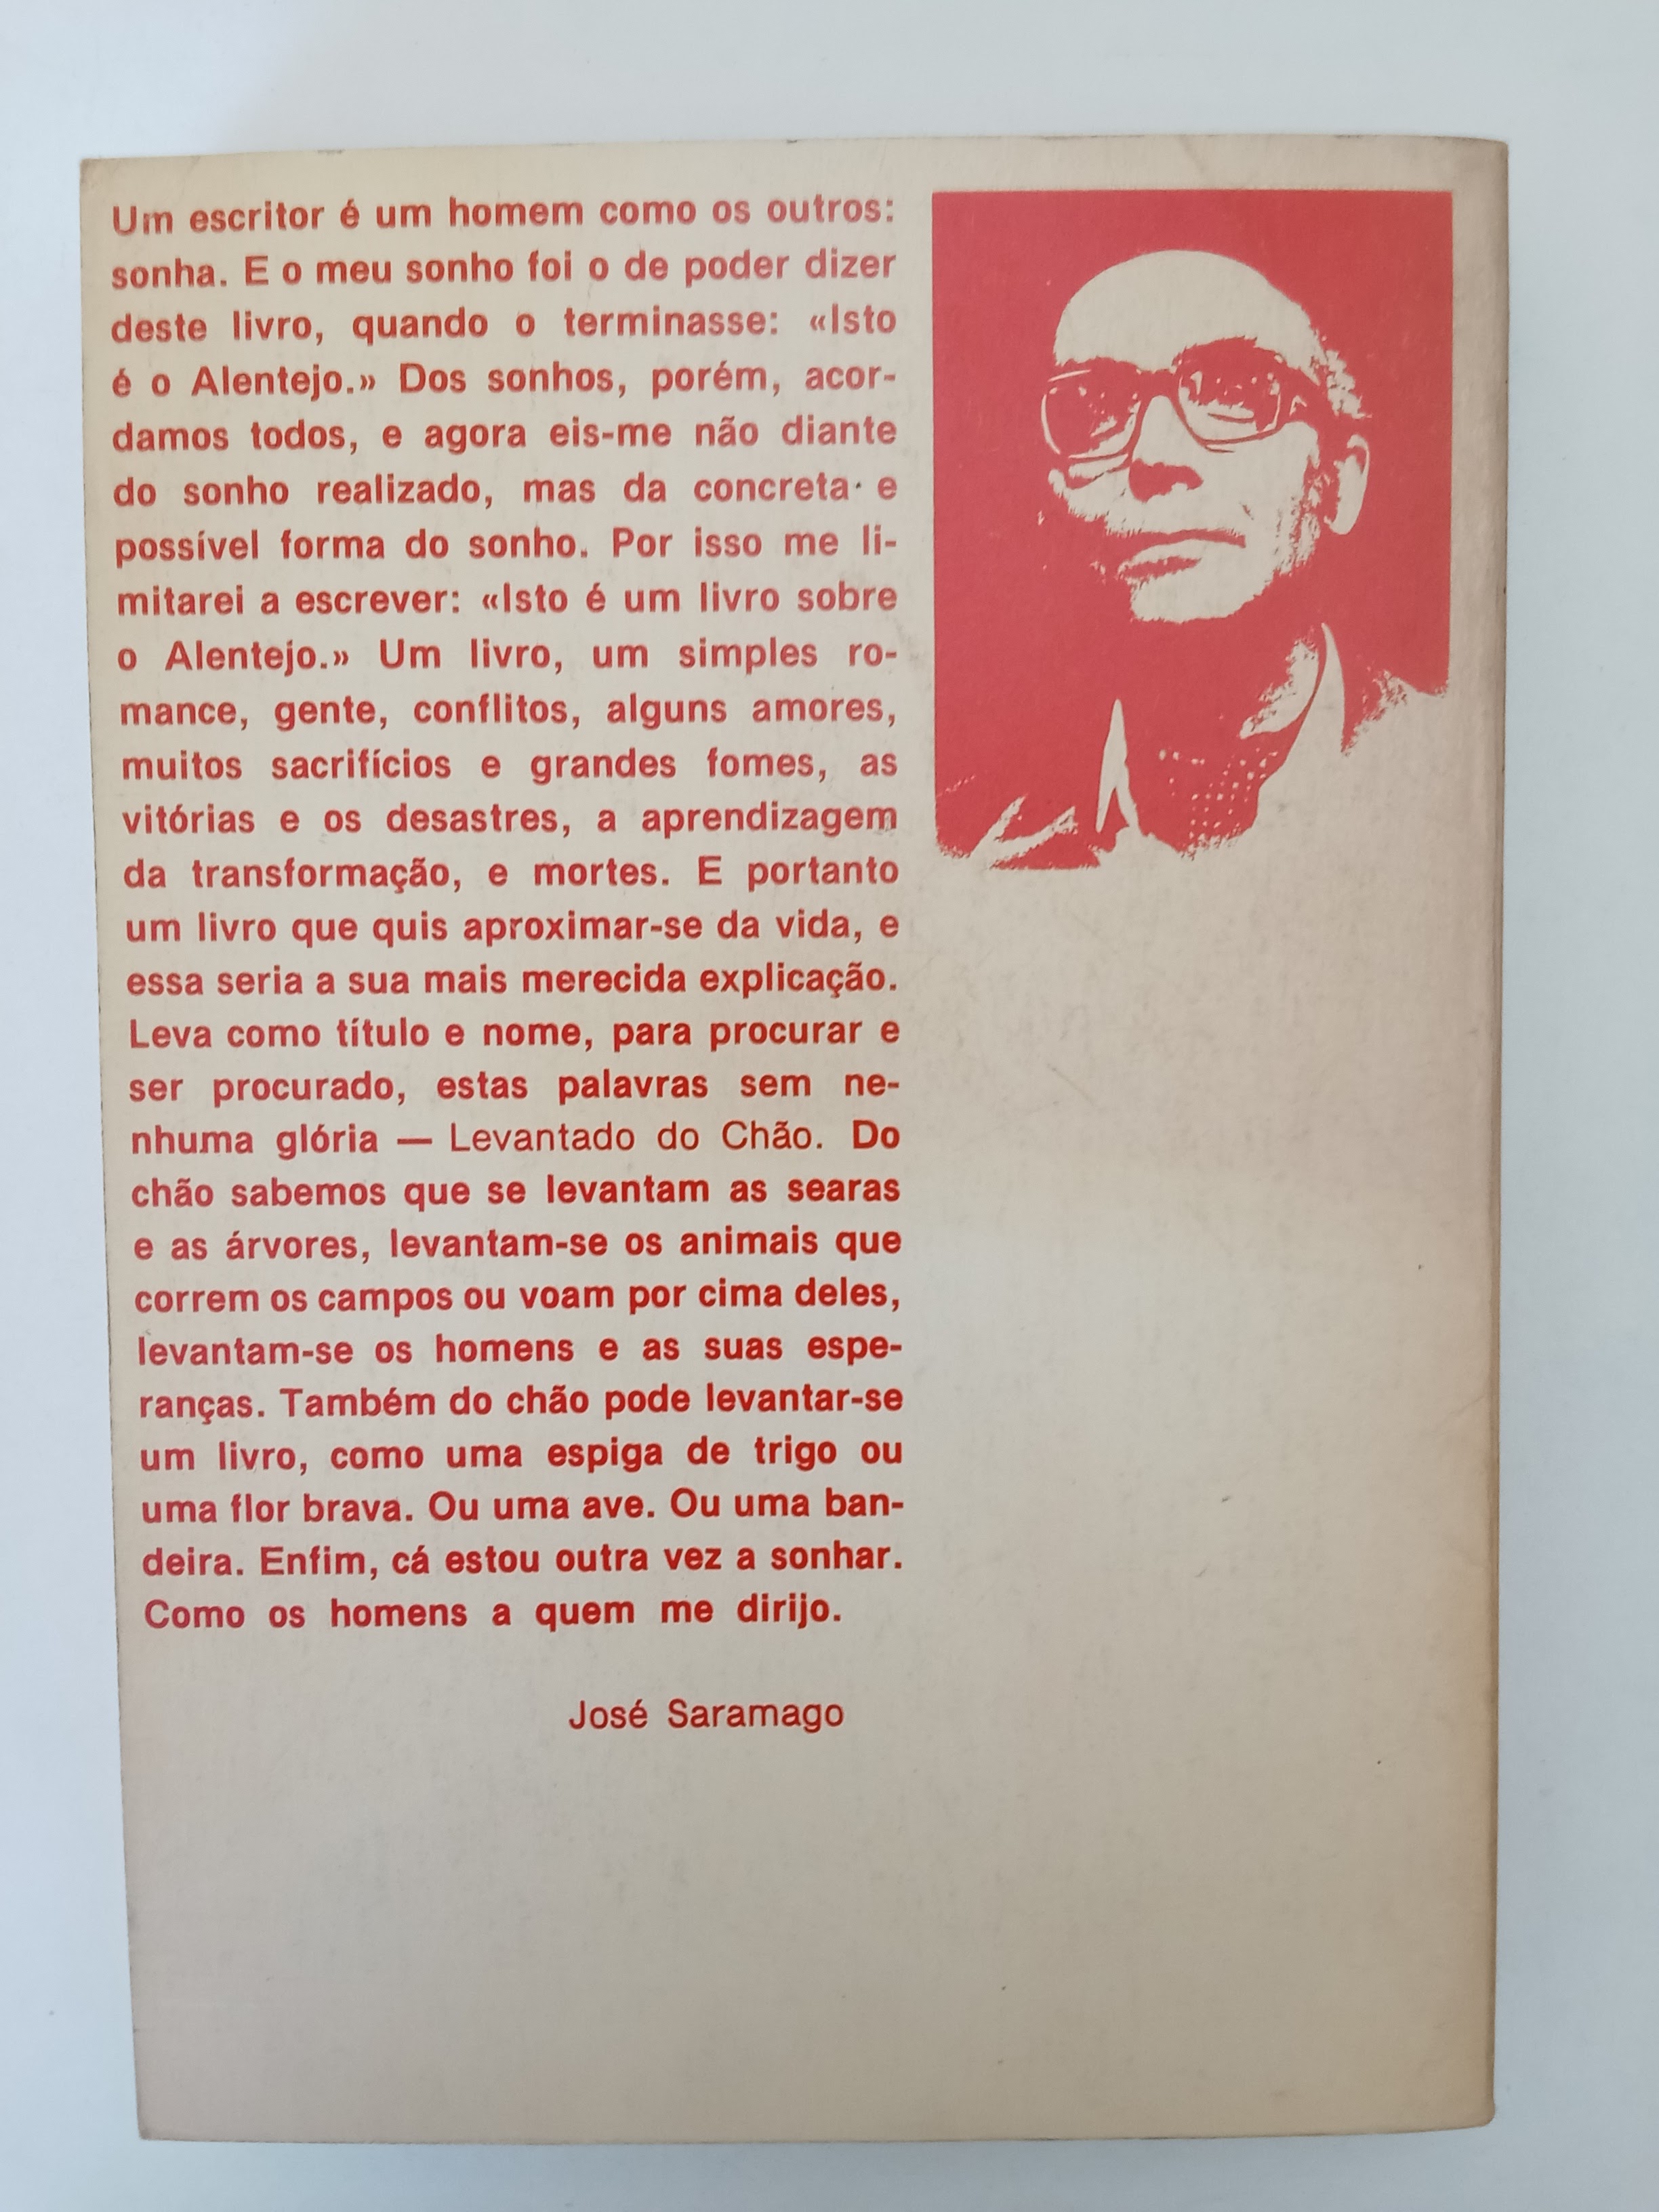 Um escritor é um homem como os outros:
sonha. E o meu sonho foi o de poder dizer
deste livro, quando o terminasse: «Isto
é o Alentejo.» Dos sonhos, porém, acor-
damos todos, e agora eis-me não diante
do sonho realizado, mas da concreta e
possível forma do sonho. Por isso me li-
mitarei a escrever: «Isto é um livro sobre
o Alentejo.» Um livro, um simples ro-
mance, gente, conflitos, alguns amores,
muitos sacrifícios e grandes fomes, as
vitórias e os desastres, a aprendizagem
da transformação, e mortes. E portanto
um livro que quis aproximar-se da vida, e
essa seria a sua mais merecida explicação.
Leva como título e nome, para procurar e
ser procurado, estas palavras sem ne-
nhuma glória — Levantado do Chão. Do
chão sabemos que se levantam as searas
e as árvores, levantam-se os animais que
correm os campos ou voam por cima deles,
levantam-se os homens e as suas espe-
ranças. Também do chão pode levantar-se
um livro, como uma espiga de trigo ou
uma flor brava. Ou uma ave. Ou uma ban-
deira. Enfim, cá estou outra vez a sonhar.
Como os homens a quem me dirijo.
José Saramago